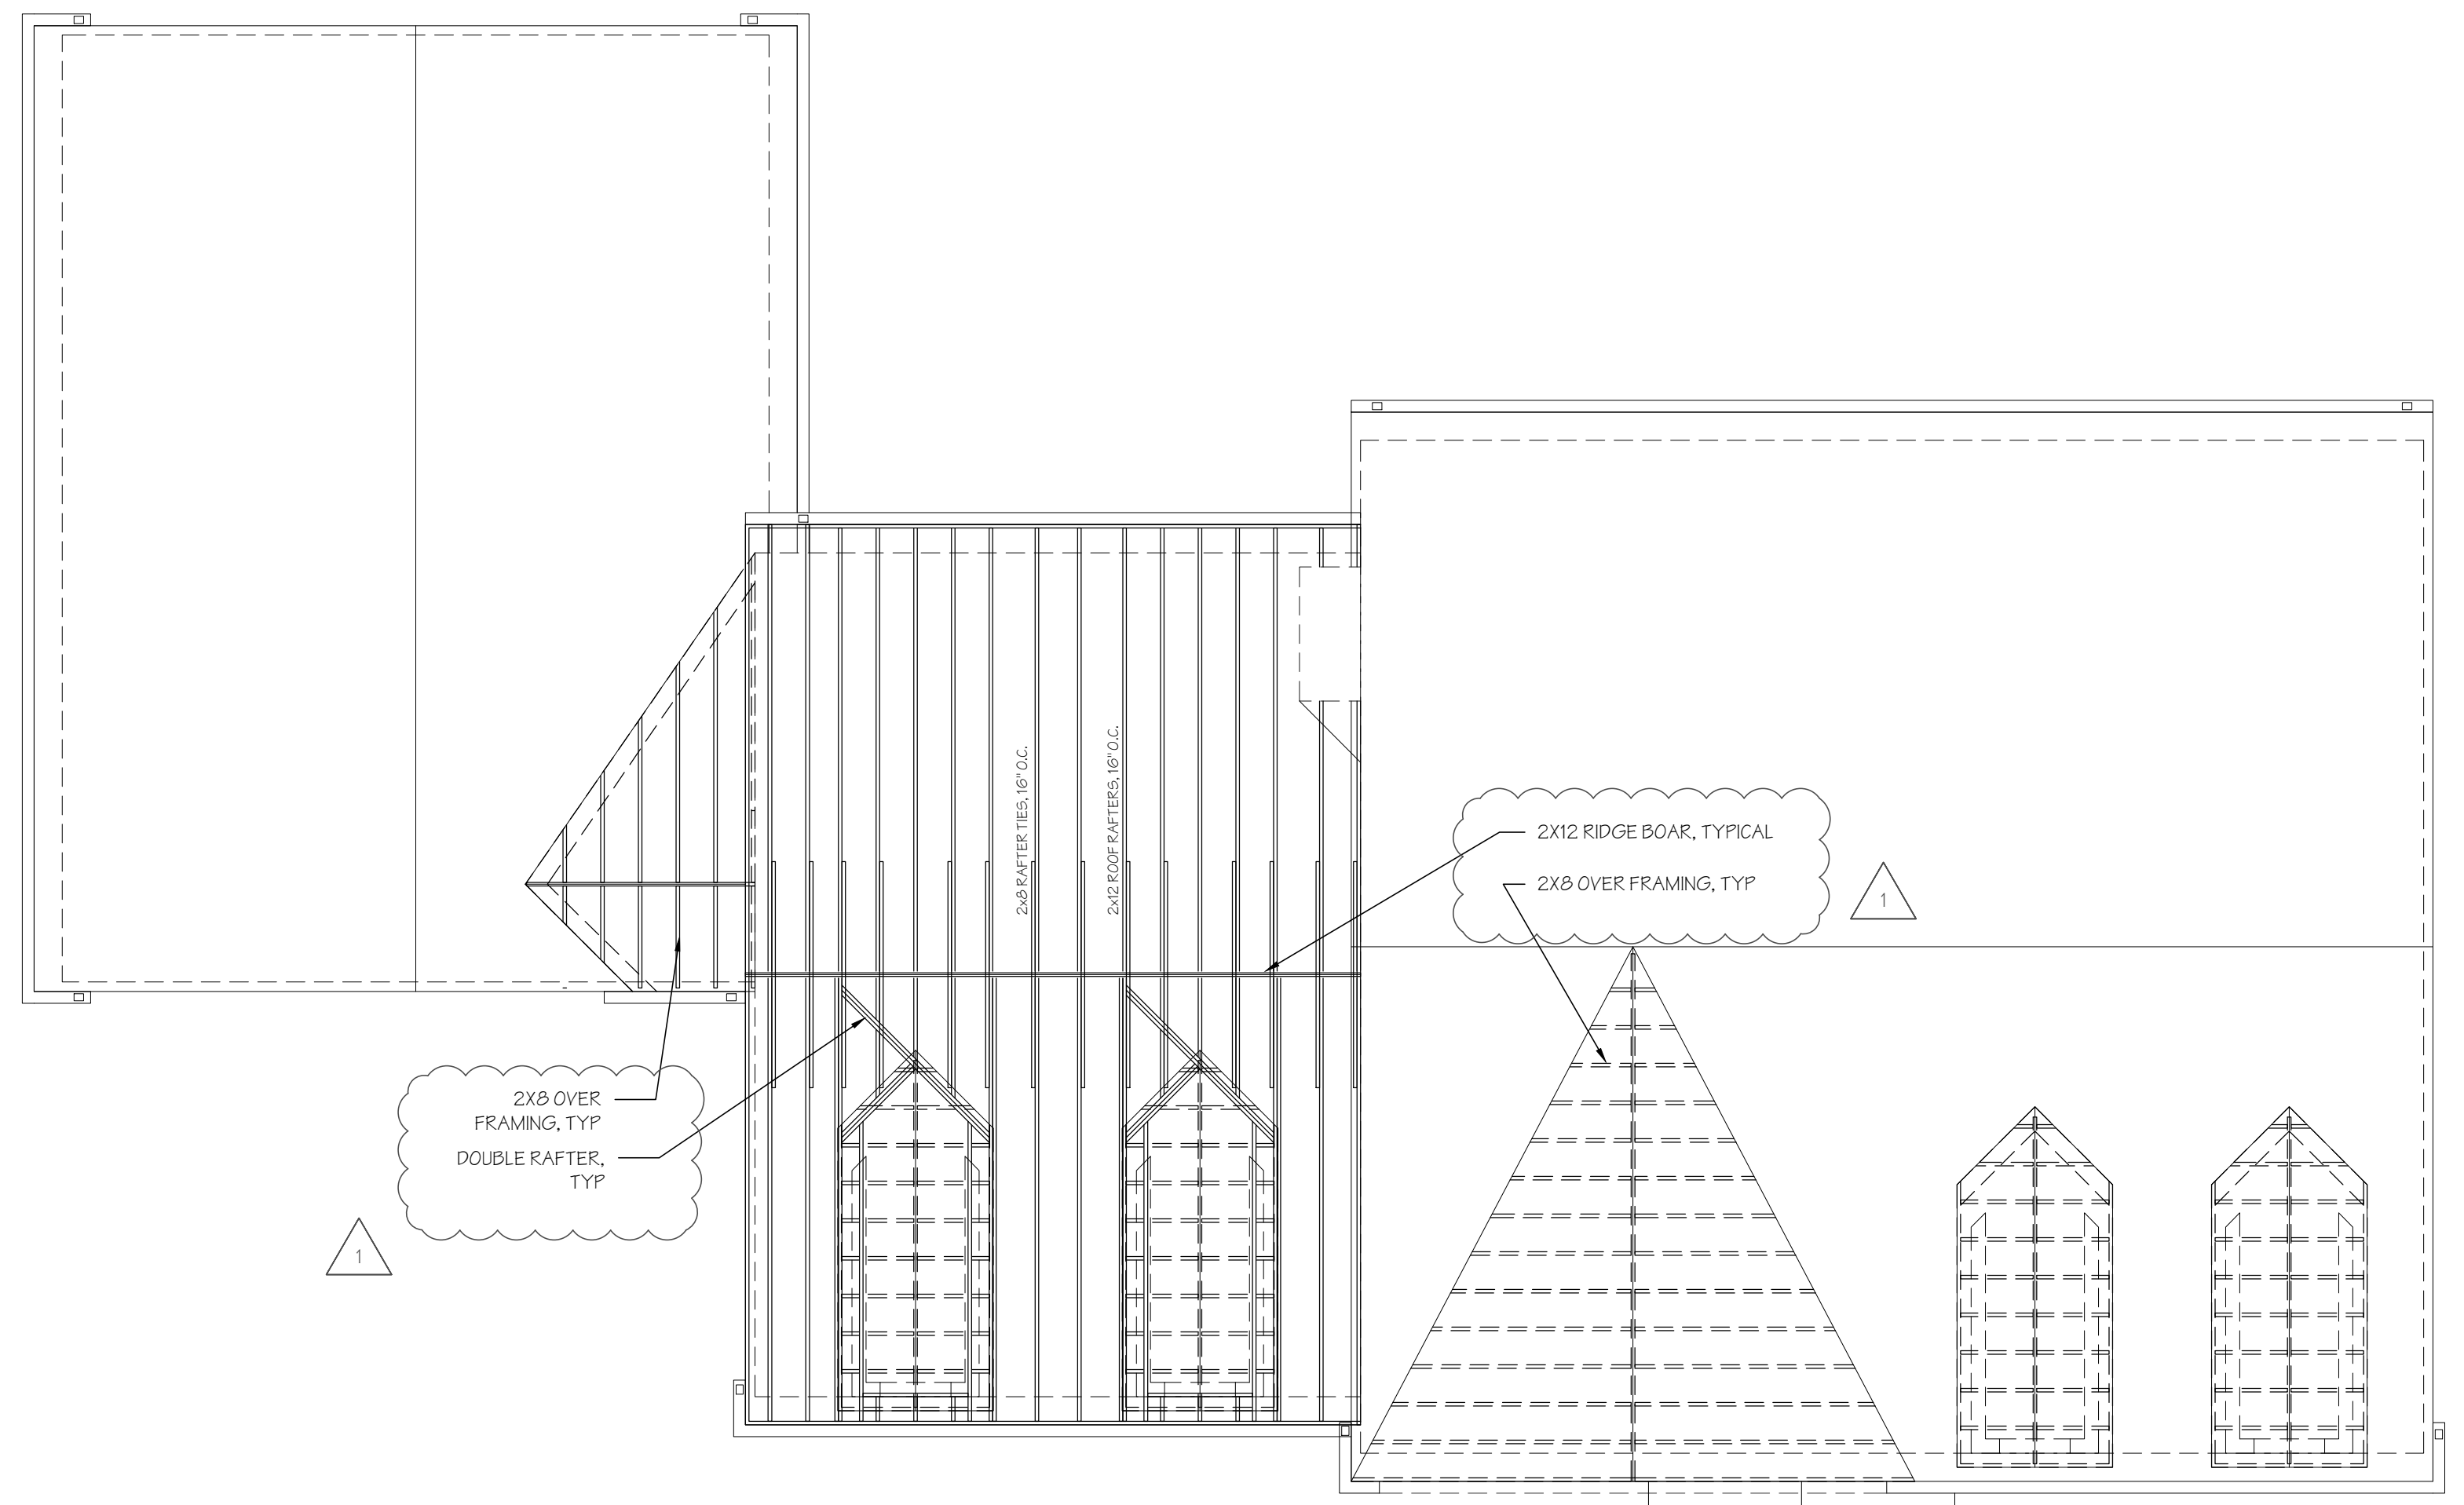 2x8 RAFTER TIES, 16" O.C.
2x12 ROOF RAFTERS, 16" O.C.
2X12 RIDGE BOAR, TYPICAL
2X8 OVER FRAMING, TYP
1
2X8 OVER
FRAMING, TYP
DOUBLE RAFTER,
TYP
1